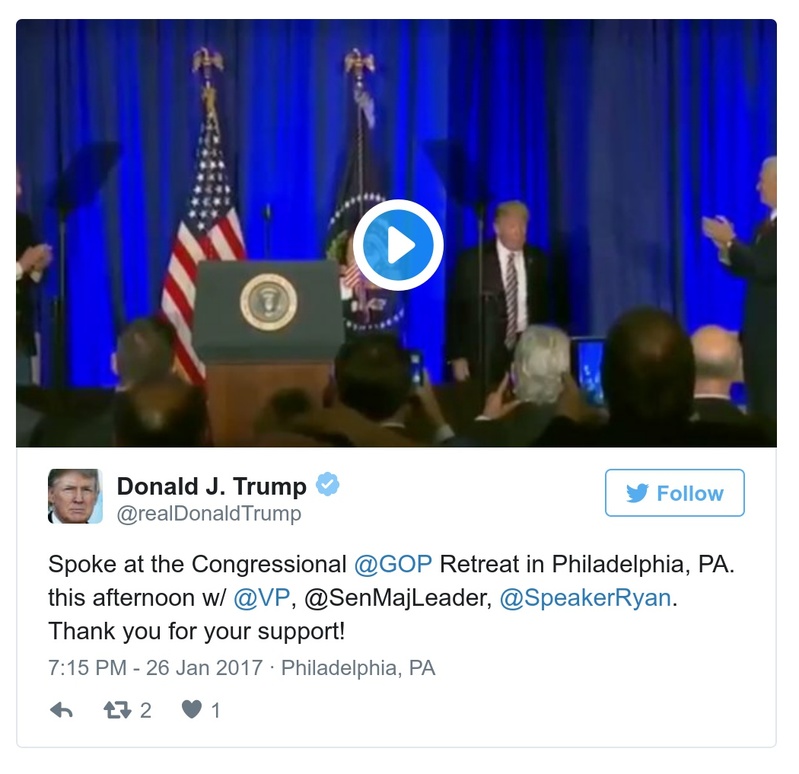 Donald J. Trump
@realDonaldTrump
Follow
Spoke at the Congressional @GOP Retreat in Philadelphia, PA.
this afternoon w/ @VP, @SenMajLeader, @SpeakerRyan.
Thank you for your support!
7:15 PM - 26 Jan 2017 · Philadelphia, PA
2 1